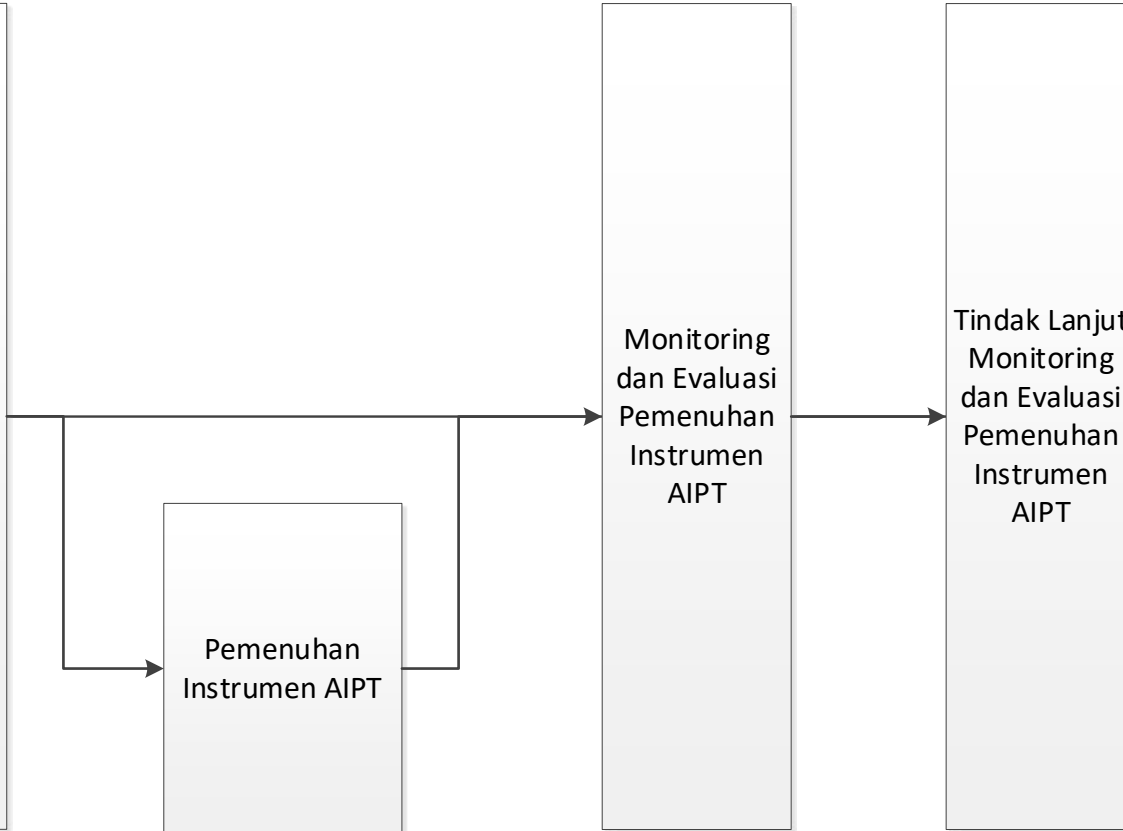 Pemenuhan
Instrumen AIPT
Monitoring
dan Evaluasi
Pemenuhan
Instrumen
AIPT
Tindak Lanjut
Monitoring
dan Evaluasi
Pemenuhan
Instrumen
AIPT